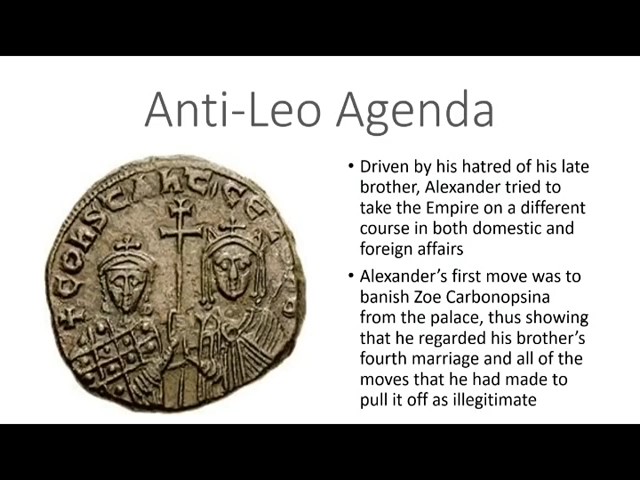 Anti-Leo Agenda
• Driven by his hatred of his late
brother, Alexander tried to
take the Empire on a different
course in both domestic and
foreign affairs
• Alexander’s first move was to
banish Zoe Carbonopsina
from the palace, thus showing
that he regarded his brother’s
fourth marriage and all of the
moves that he had made to
pull it off as illegitimate